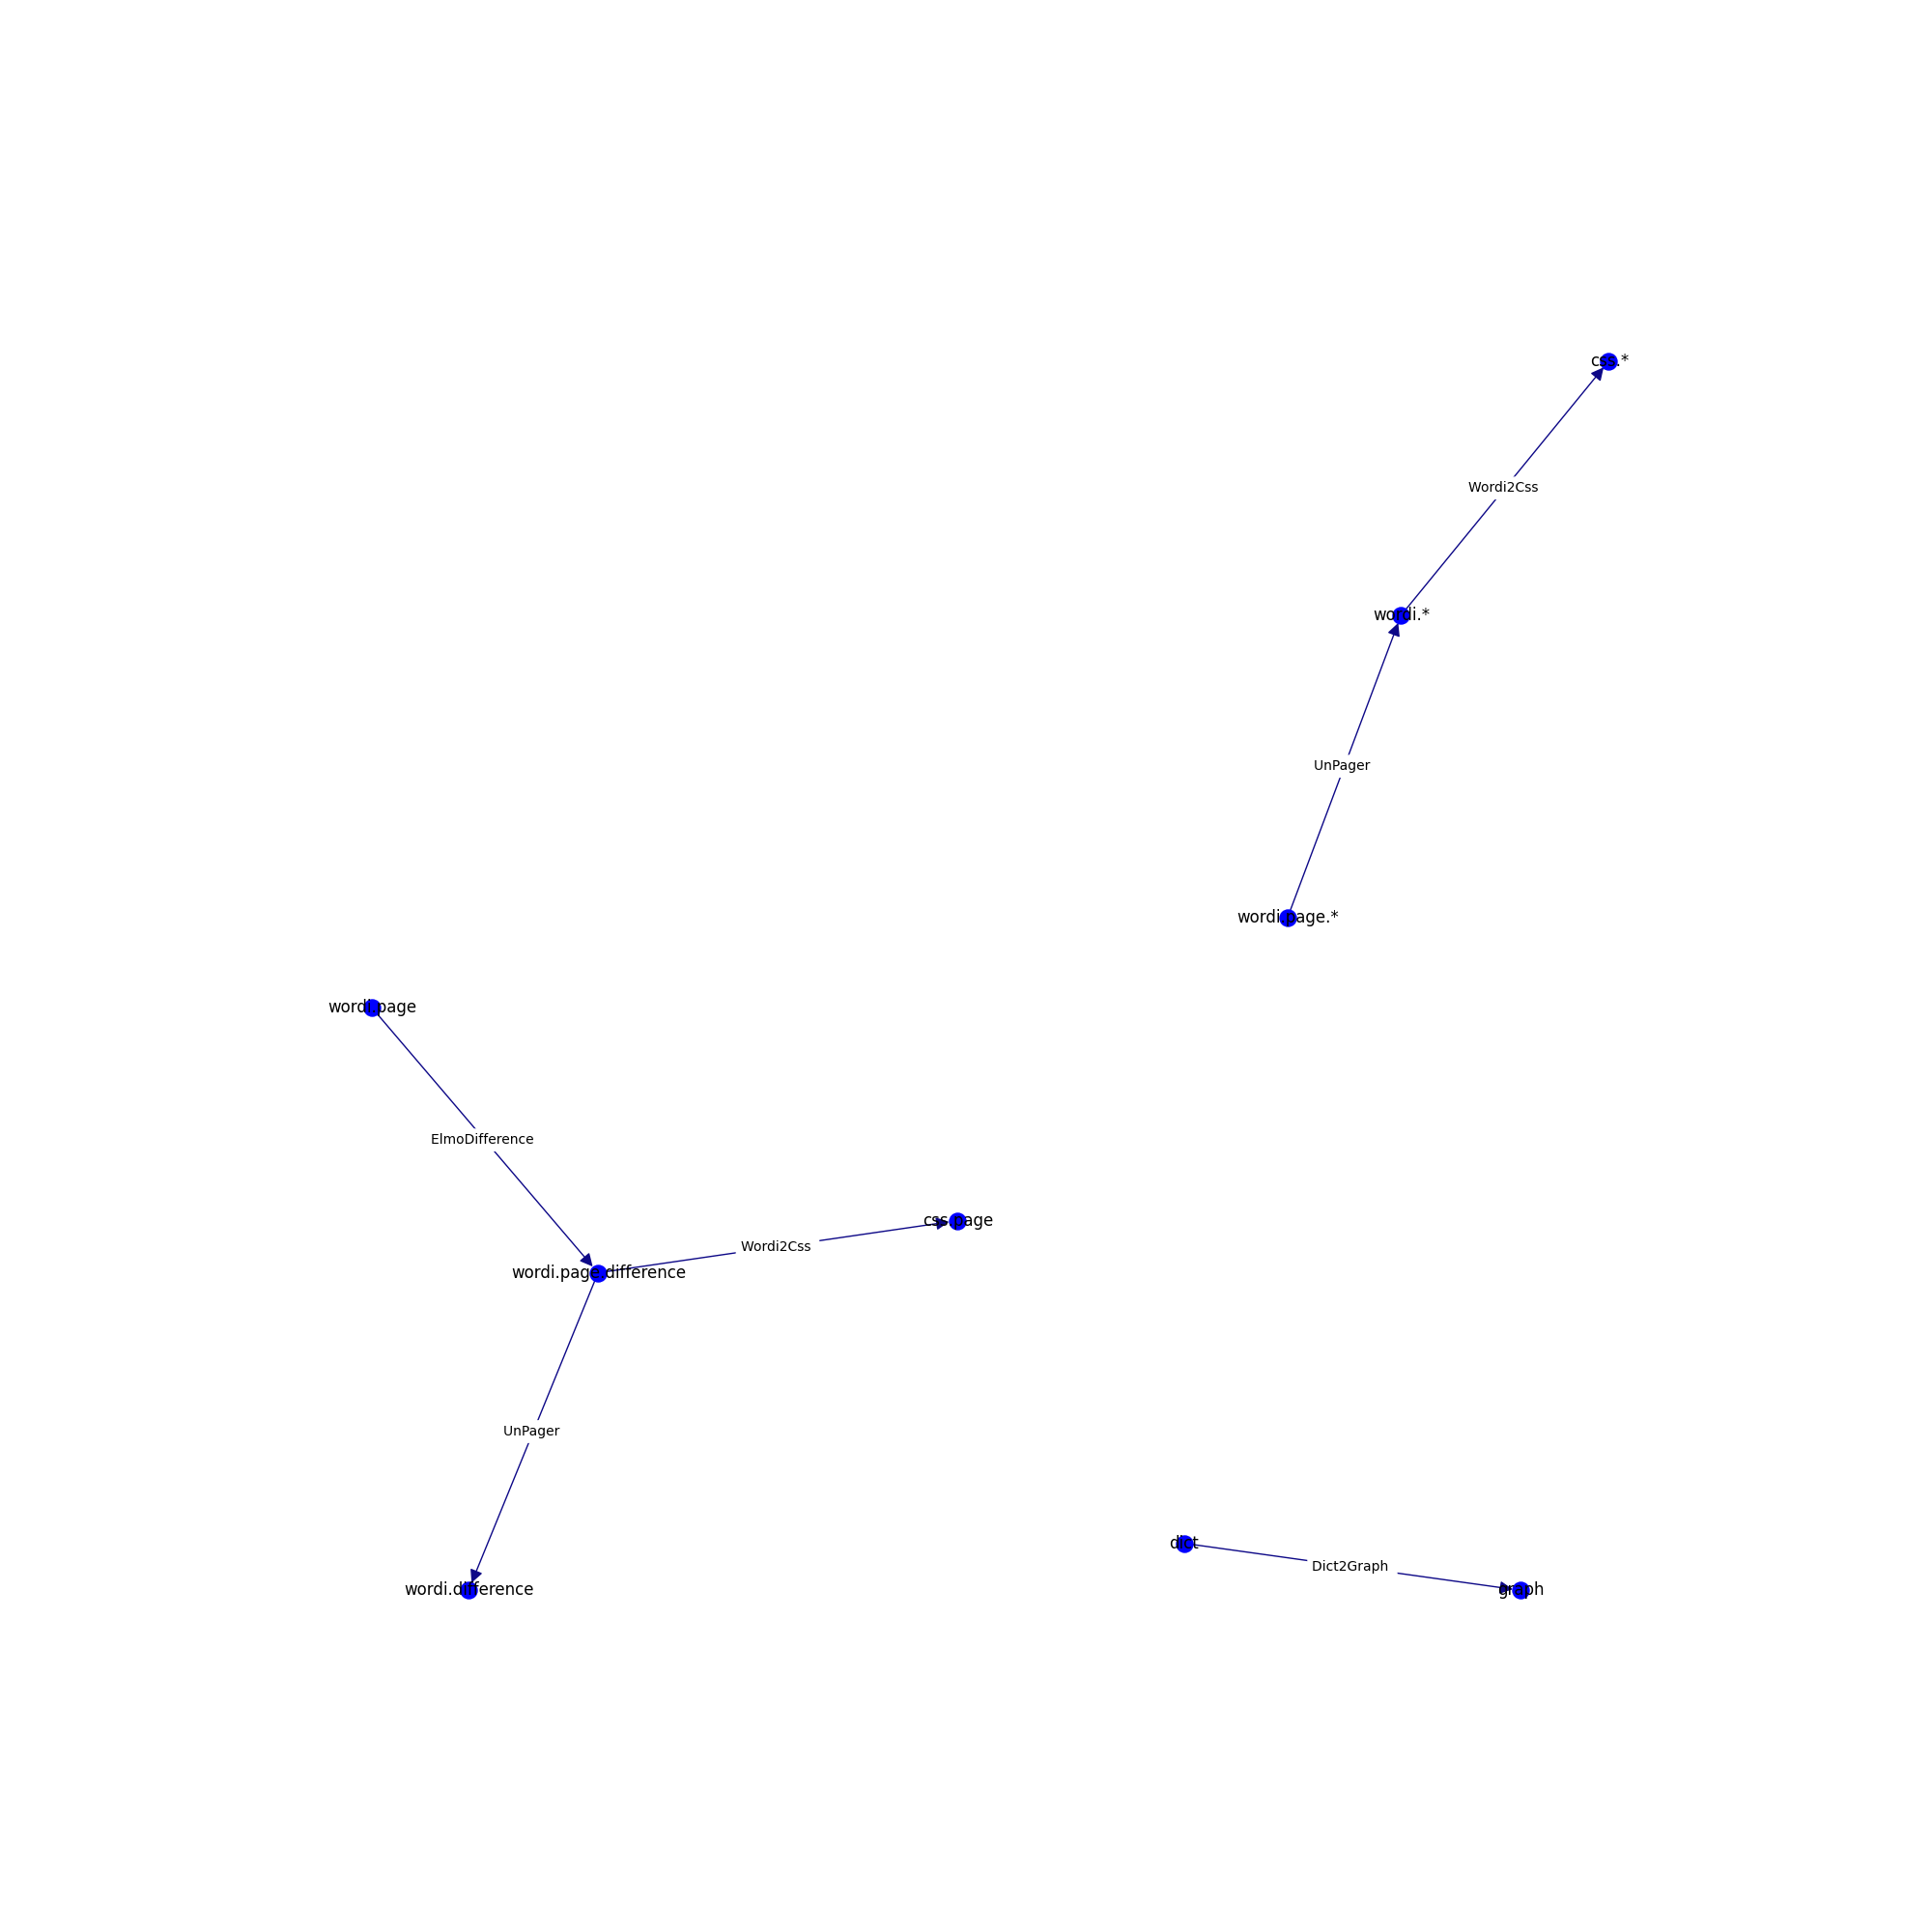 css.*
Wordi2Css
wordi.*
UnPager
wordi.page.*
wordi.page
ElmoDifference
css.page
Wordi2Css
wordi.page.difference
UnPager
dict
Dict2Graph
wordi.difference
graph